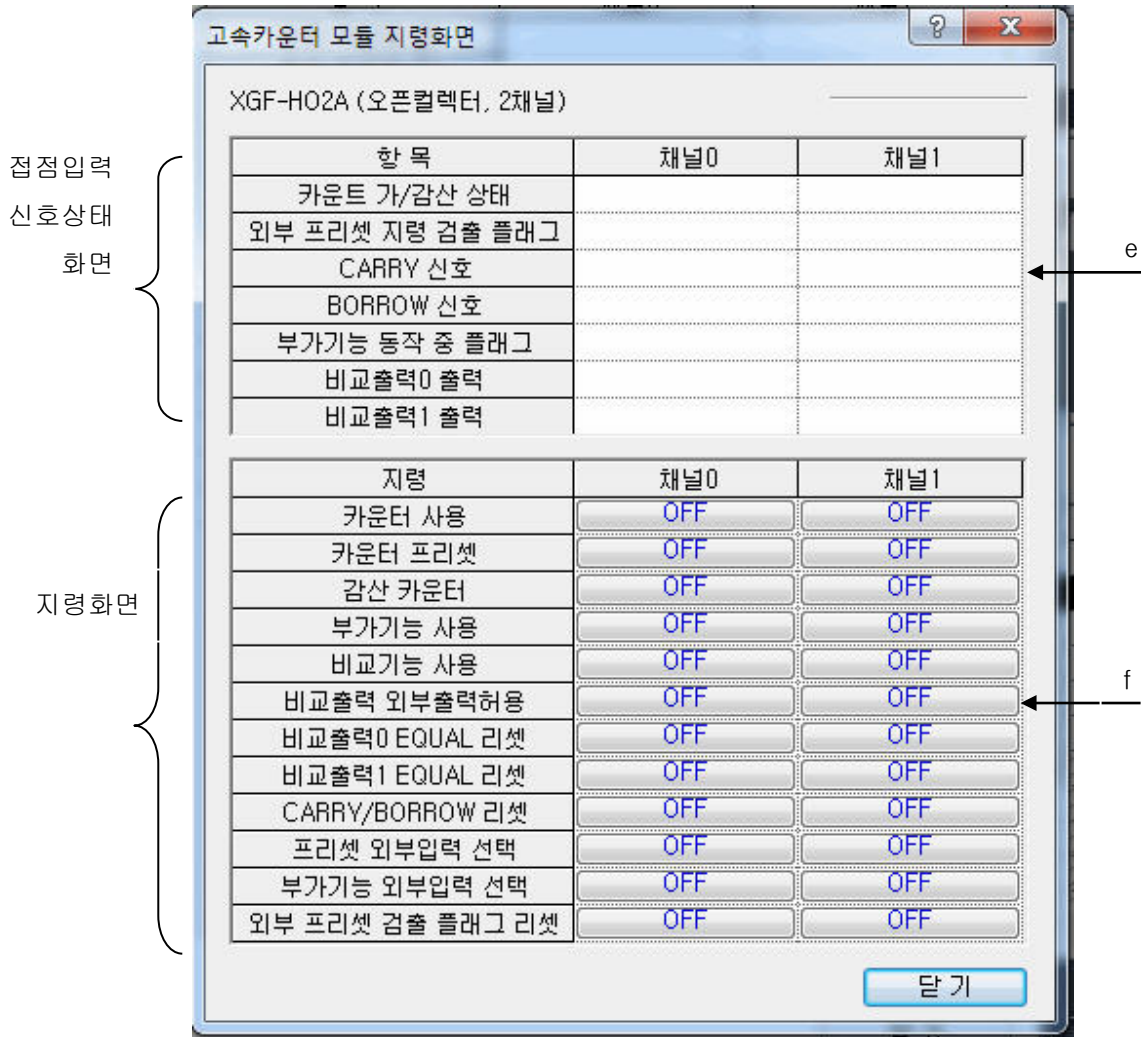 고속카운터 모듈 지령화면
?
X
XGF-HO2A (오픈컬렉터, 2채널)
접점입력
신호상태
화면
항 목 채널0 채널1
카운트 가/감산 상태
외부 프리셋 지령 검출 플래그
CARRY 신호
e
BORROW 신호
부가기능 동작 중 플래그
비교출력0 출력
비교출력1 출력
지령화면
지령 채널0 채널1
카운터 사용 OFF OFF
카운터 프리셋 OFF OFF
감산 카운터 OFF OFF
부가기능 사용 OFF OFF
비교기능 사용 OFF OFF
비교출력 외부출력허용 OFF OFF
f
비교출력0 EQUAL 리셋 OFF OFF
비교출력1 EQUAL 리셋 OFF OFF
CARRY/BORROW 리셋 OFF OFF
프리셋 외부입력 선택 OFF OFF
부가기능 외부입력 선택 OFF OFF
외부 프리셋 검출 플래그 리셋 OFF OFF
닫 기